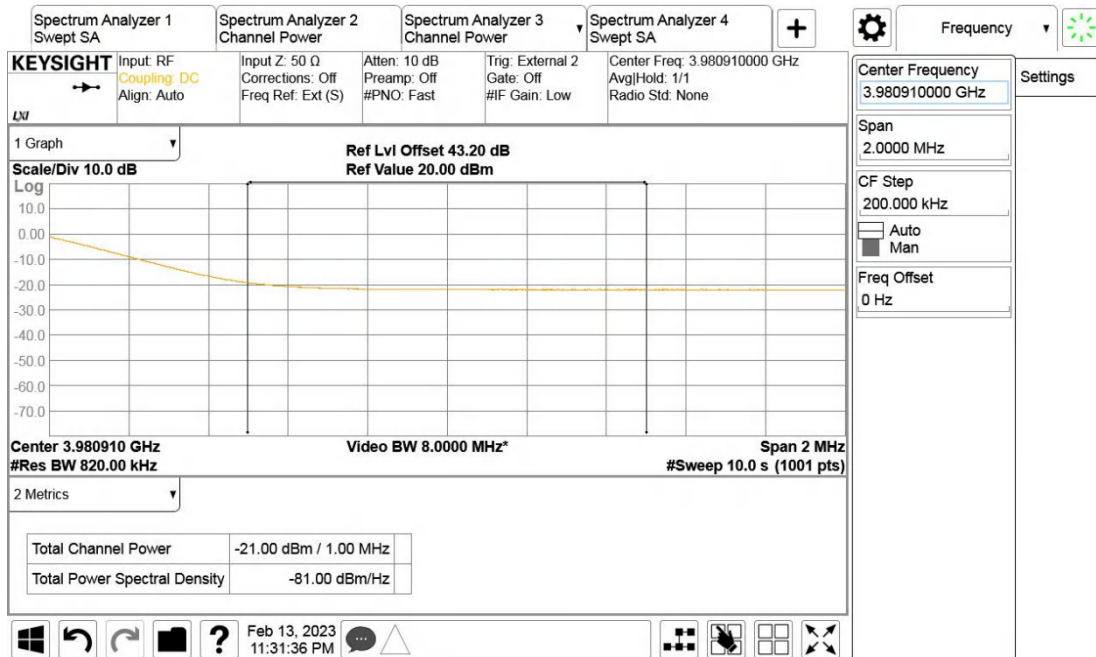 Spectrum Analyzer 1
Swept SA
Spectrum Analyzer 2
Channel Power
Spectrum Analyzer 3
Channel Power
Spectrum Analyzer 4
Swept SA
Frequency
KEYSIGHT
LXI
Input: RF
Coupling: DC
Align: Auto
Input Z: 50 Ω
Corrections: Off
Freq Ref: Ext (S)
Atten: 10 dB
Preamp: Off
#PNO: Fast
Trig: External 2
Gate: Off
#IF Gain: Low
Center Freq: 3.980910000 GHz
Avg|Hold: 1/1
Radio Std: None
1 Graph
Scale/Div 10.0 dB
Ref Lvl Offset 43.20 dB
Ref Value 20.00 dBm
Log
10.0
0.00
-10.0
-20.0
-30.0
-40.0
-50.0
-60.0
-70.0
Center 3.980910 GHz
#Res BW 820.00 kHz
Video BW 8.0000 MHz*
Span 2 MHz
#Sweep 10.0 s (1001 pts)
2 Metrics
Total Channel Power -21.00 dBm / 1.00 MHz
Total Power Spectral Density -81.00 dBm/Hz
?
Feb 13, 2023
11:31:36 PM
Center Frequency
3.980910000 GHz
Span
2.0000 MHz
CF Step
200.000 kHz
Auto
Man
Freq Offset
0 Hz
Settings